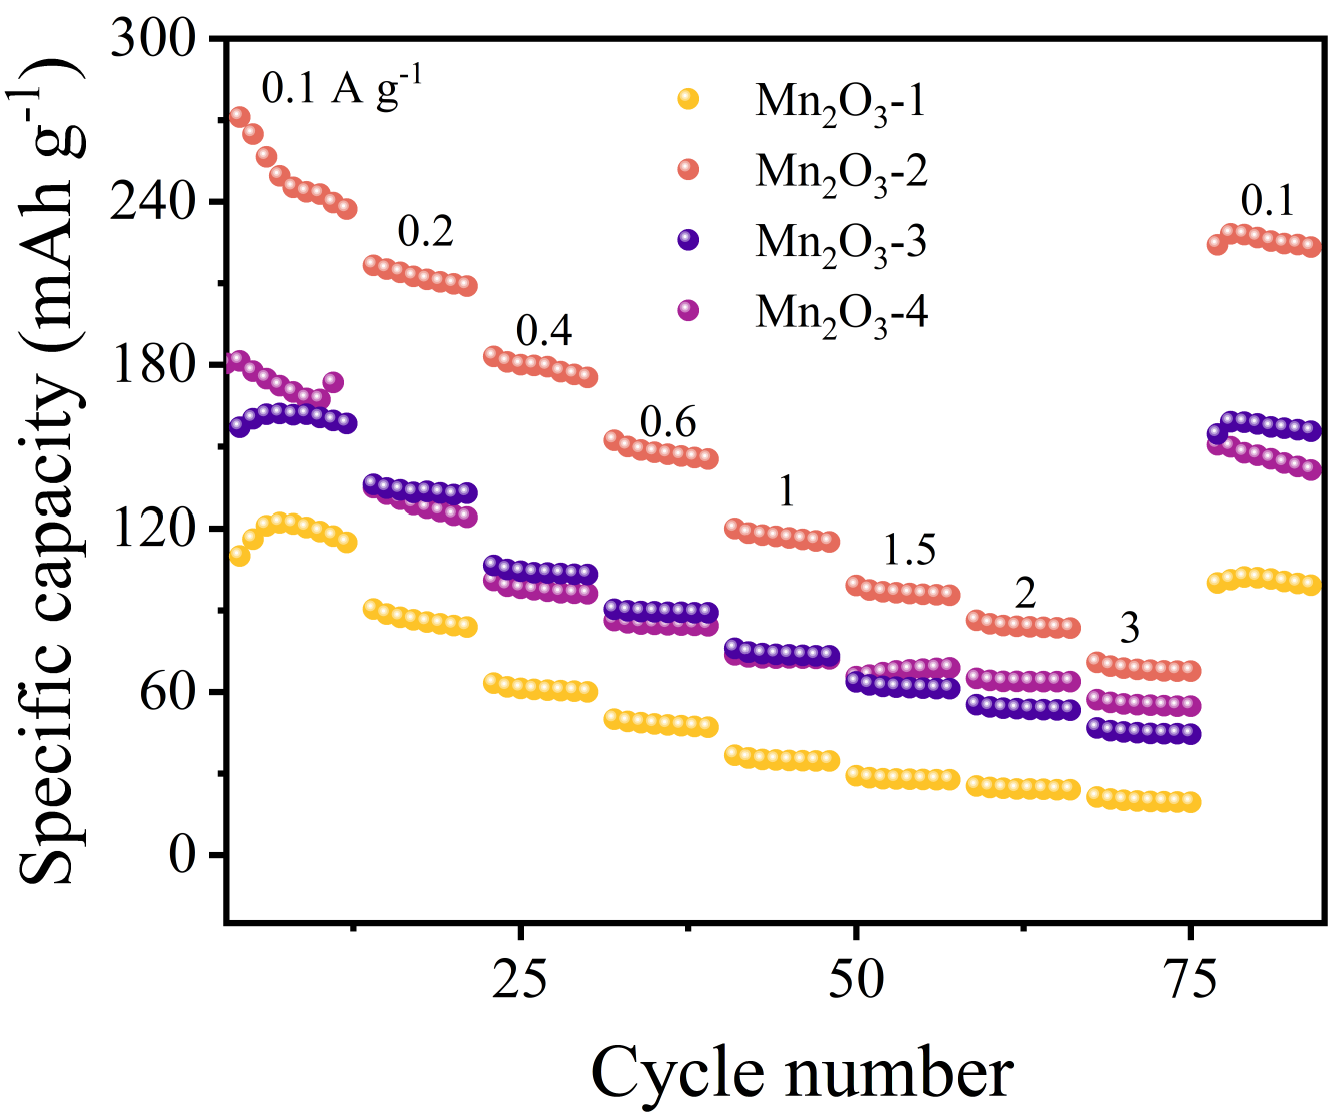 Specific capacity (mAh g⁻¹)
300
240
180
120
60
0
0.1 A g⁻¹
0.2
0.4
0.6
1
1.5
2
3
0.1
Mn₂O₃-1
Mn₂O₃-2
Mn₂O₃-3
Mn₂O₃-4
25
50
75
Cycle number